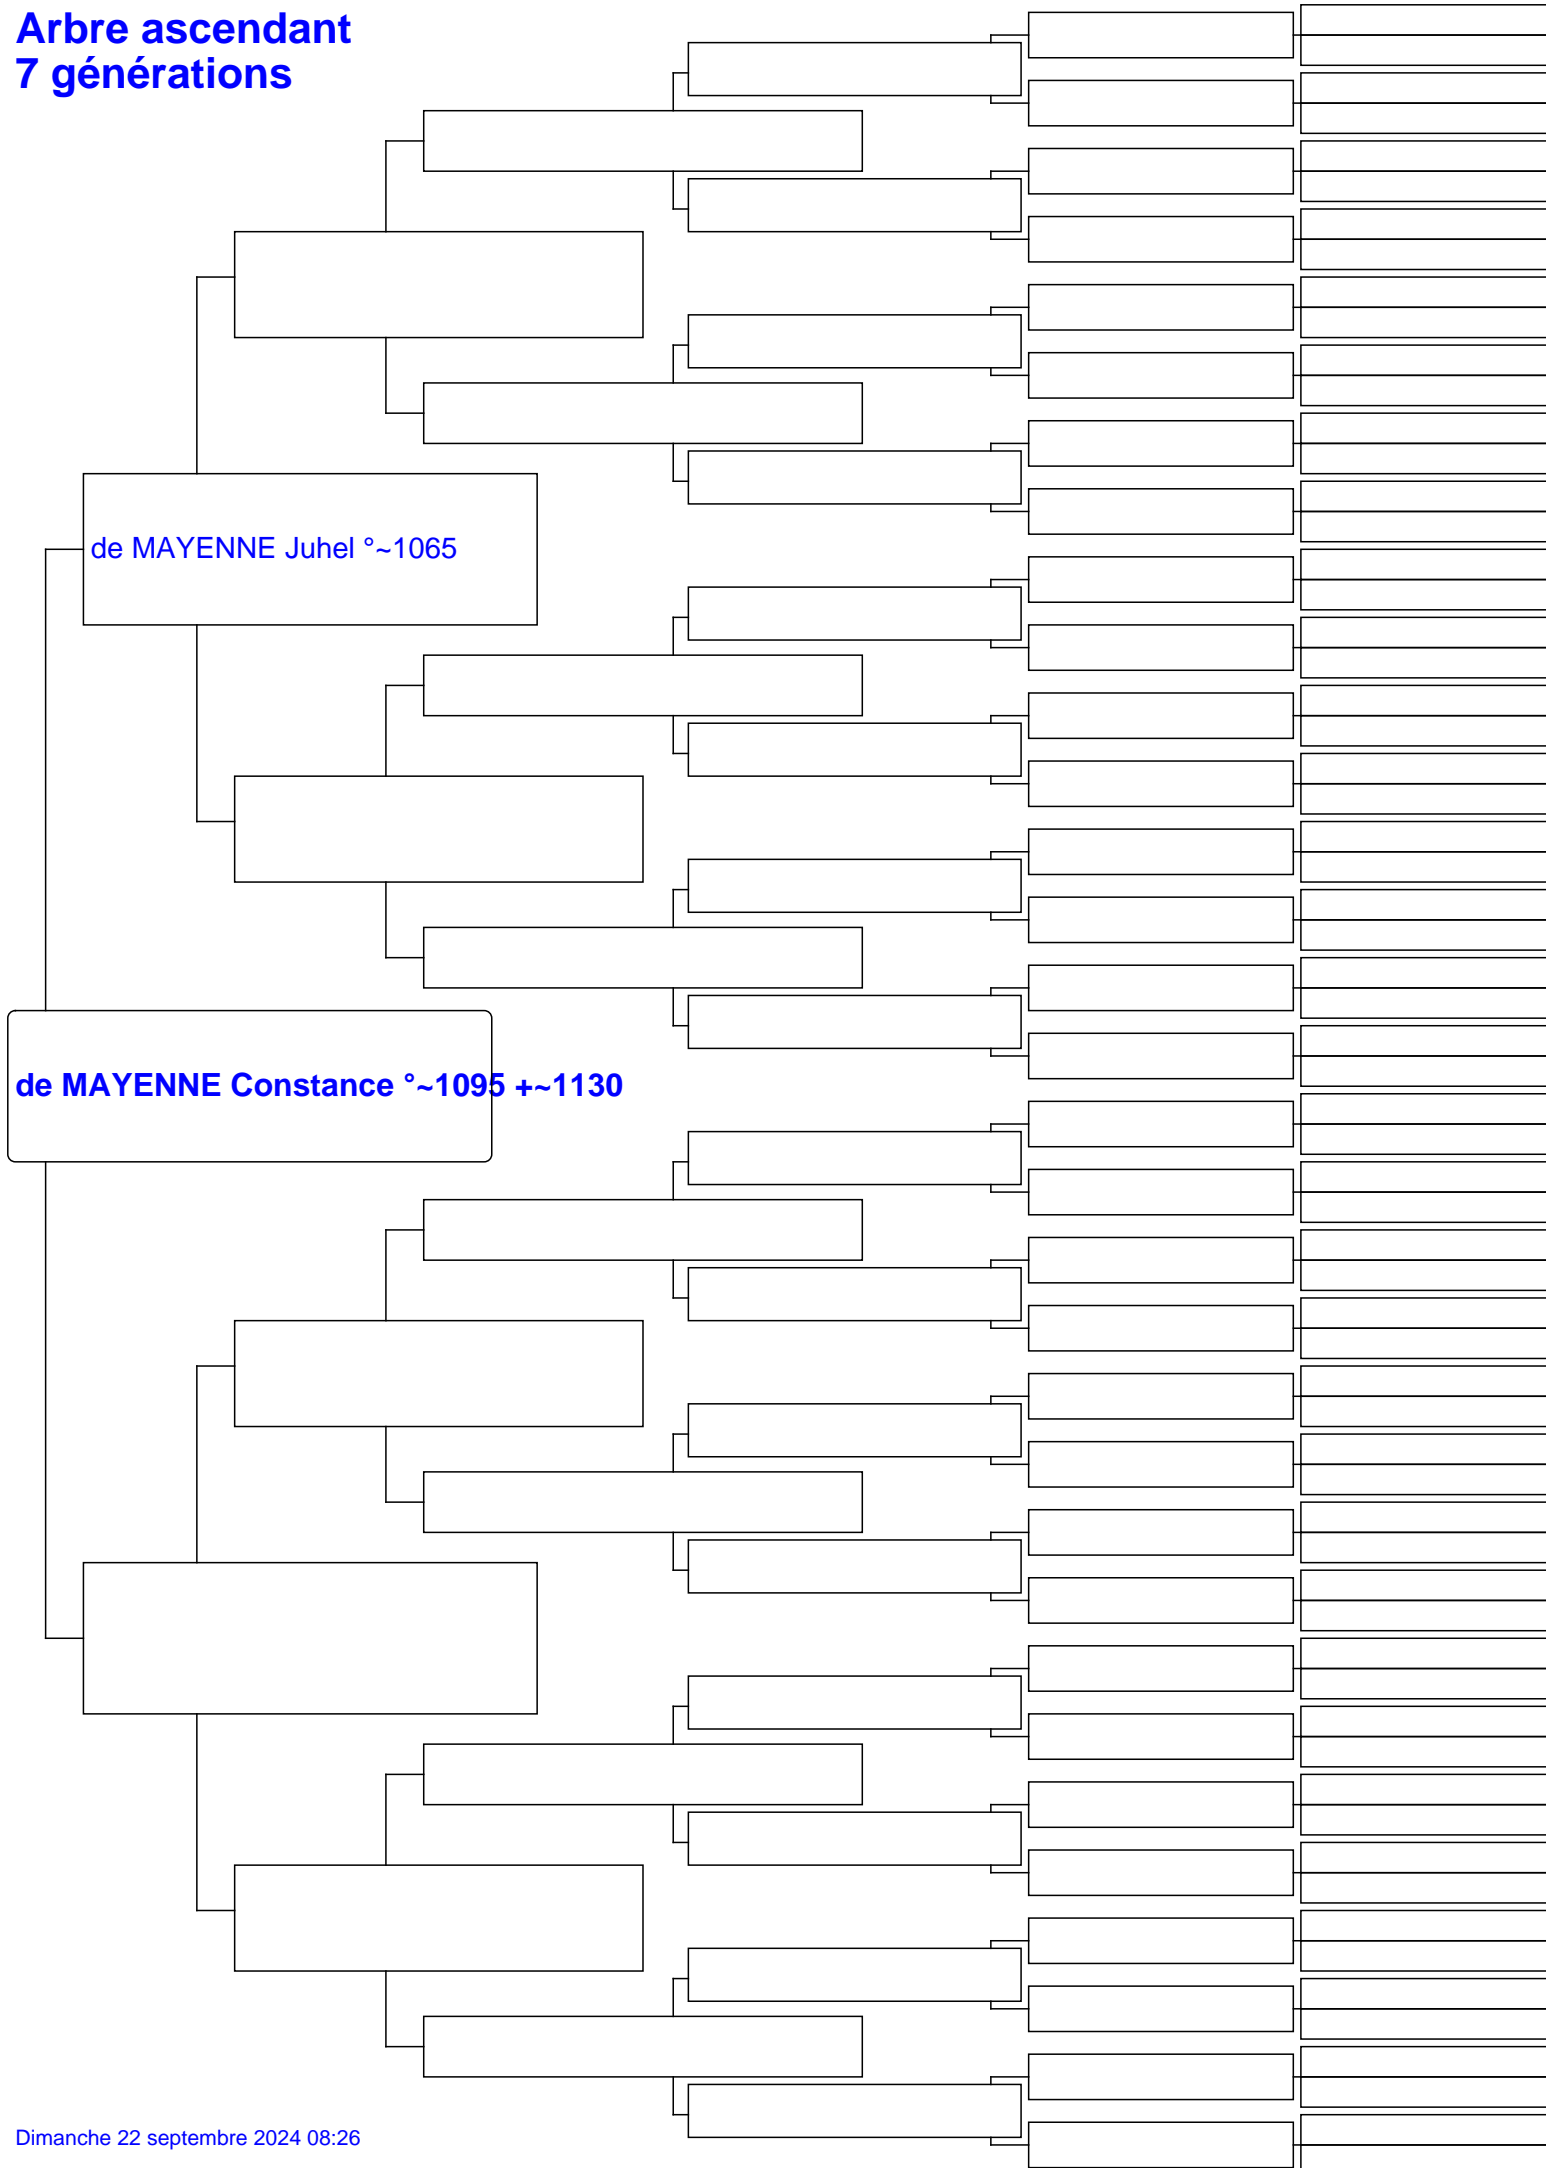 Arbre ascendant
7 générations
de MAYENNE Juhel °~1065
de MAYENNE Constance °~1095 +~1130
Dimanche 22 septembre 2024 08:26